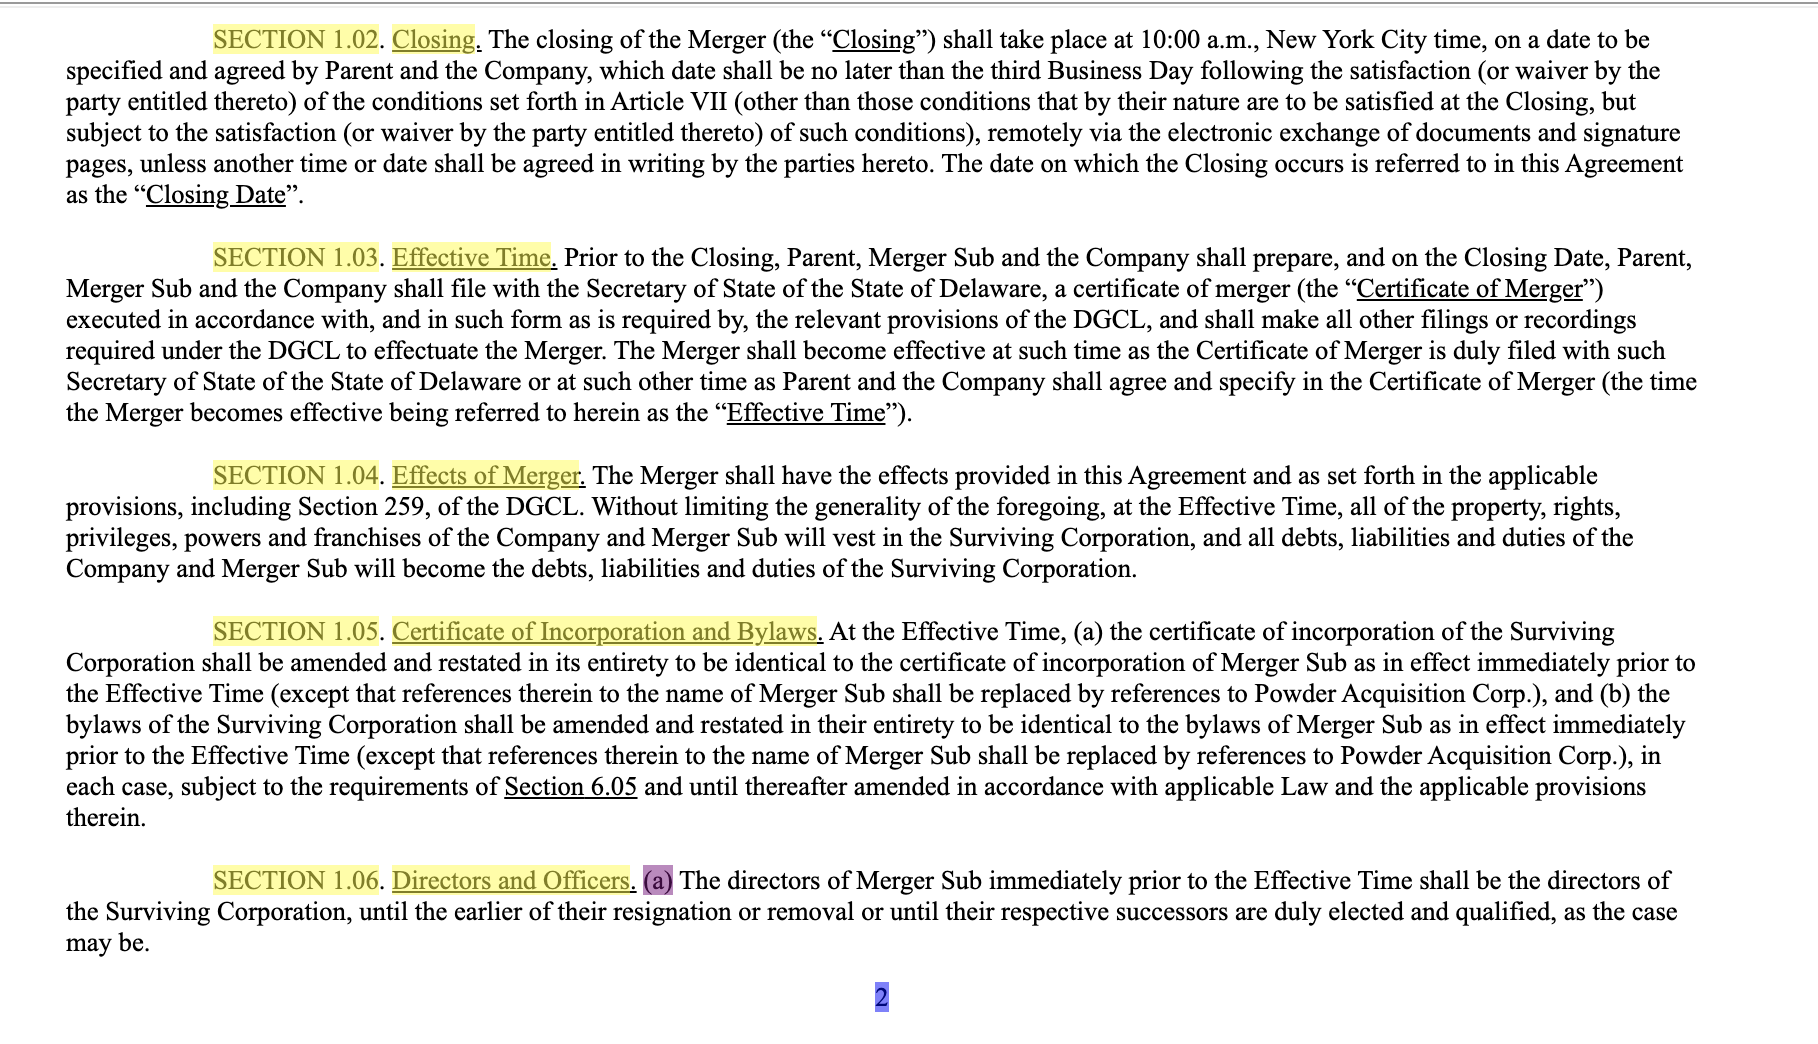 SECTION 1.02. Closing. The closing of the Merger (the “Closing”) shall take place at 10:00 a.m., New York City time, on a date to be
specified and agreed by Parent and the Company, which date shall be no later than the third Business Day following the satisfaction (or waiver by the
party entitled thereto) of the conditions set forth in Article VII (other than those conditions that by their nature are to be satisfied at the Closing, but
subject to the satisfaction (or waiver by the party entitled thereto) of such conditions), remotely via the electronic exchange of documents and signature
pages, unless another time or date shall be agreed in writing by the parties hereto. The date on which the Closing occurs is referred to in this Agreement
as the “Closing Date”.
SECTION 1.03. Effective Time. Prior to the Closing, Parent, Merger Sub and the Company shall prepare, and on the Closing Date, Parent,
Merger Sub and the Company shall file with the Secretary of State of the State of Delaware, a certificate of merger (the “Certificate of Merger”)
executed in accordance with, and in such form as is required by, the relevant provisions of the DGCL, and shall make all other filings or recordings
required under the DGCL to effectuate the Merger. The Merger shall become effective at such time as the Certificate of Merger is duly filed with such
Secretary of State of the State of Delaware or at such other time as Parent and the Company shall agree and specify in the Certificate of Merger (the time
the Merger becomes effective being referred to herein as the “Effective Time”).
SECTION 1.04. Effects of Merger. The Merger shall have the effects provided in this Agreement and as set forth in the applicable
provisions, including Section 259, of the DGCL. Without limiting the generality of the foregoing, at the Effective Time, all of the property, rights,
privileges, powers and franchises of the Company and Merger Sub will vest in the Surviving Corporation, and all debts, liabilities and duties of the
Company and Merger Sub will become the debts, liabilities and duties of the Surviving Corporation.
SECTION 1.05. Certificate of Incorporation and Bylaws. At the Effective Time, (a) the certificate of incorporation of the Surviving
Corporation shall be amended and restated in its entirety to be identical to the certificate of incorporation of Merger Sub as in effect immediately prior to
the Effective Time (except that references therein to the name of Merger Sub shall be replaced by references to Powder Acquisition Corp.), and (b) the
bylaws of the Surviving Corporation shall be amended and restated in their entirety to be identical to the bylaws of Merger Sub as in effect immediately
prior to the Effective Time (except that references therein to the name of Merger Sub shall be replaced by references to Powder Acquisition Corp.), in
each case, subject to the requirements of Section 6.05 and until thereafter amended in accordance with applicable Law and the applicable provisions
therein.
SECTION 1.06. Directors and Officers. (a) The directors of Merger Sub immediately prior to the Effective Time shall be the directors of
the Surviving Corporation, until the earlier of their resignation or removal or until their respective successors are duly elected and qualified, as the case
may be.
2